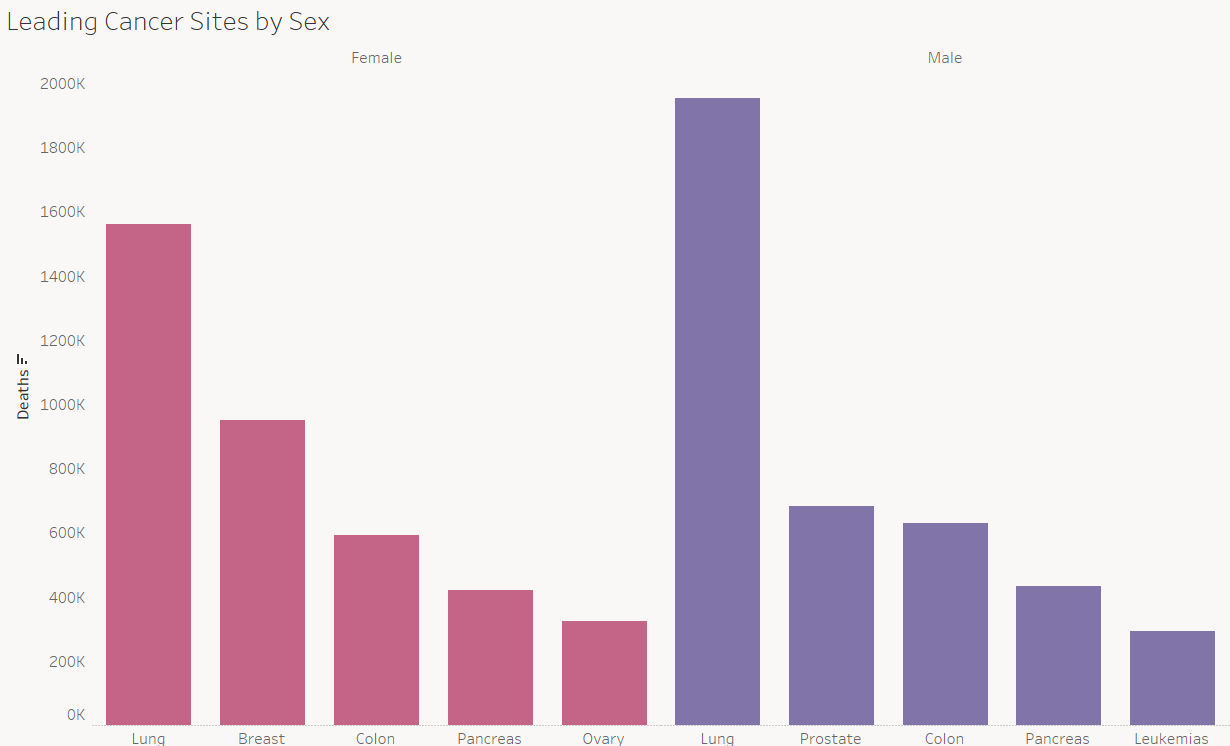 Leading Cancer Sites by Sex
Female Male
2000K
1800K
1600K
1400K
1200K
1000K
800K
600K
400K
200K
0K
Deaths
Lung Breast Colon Pancreas Ovary Lung Prostate Colon Pancreas Leukemias